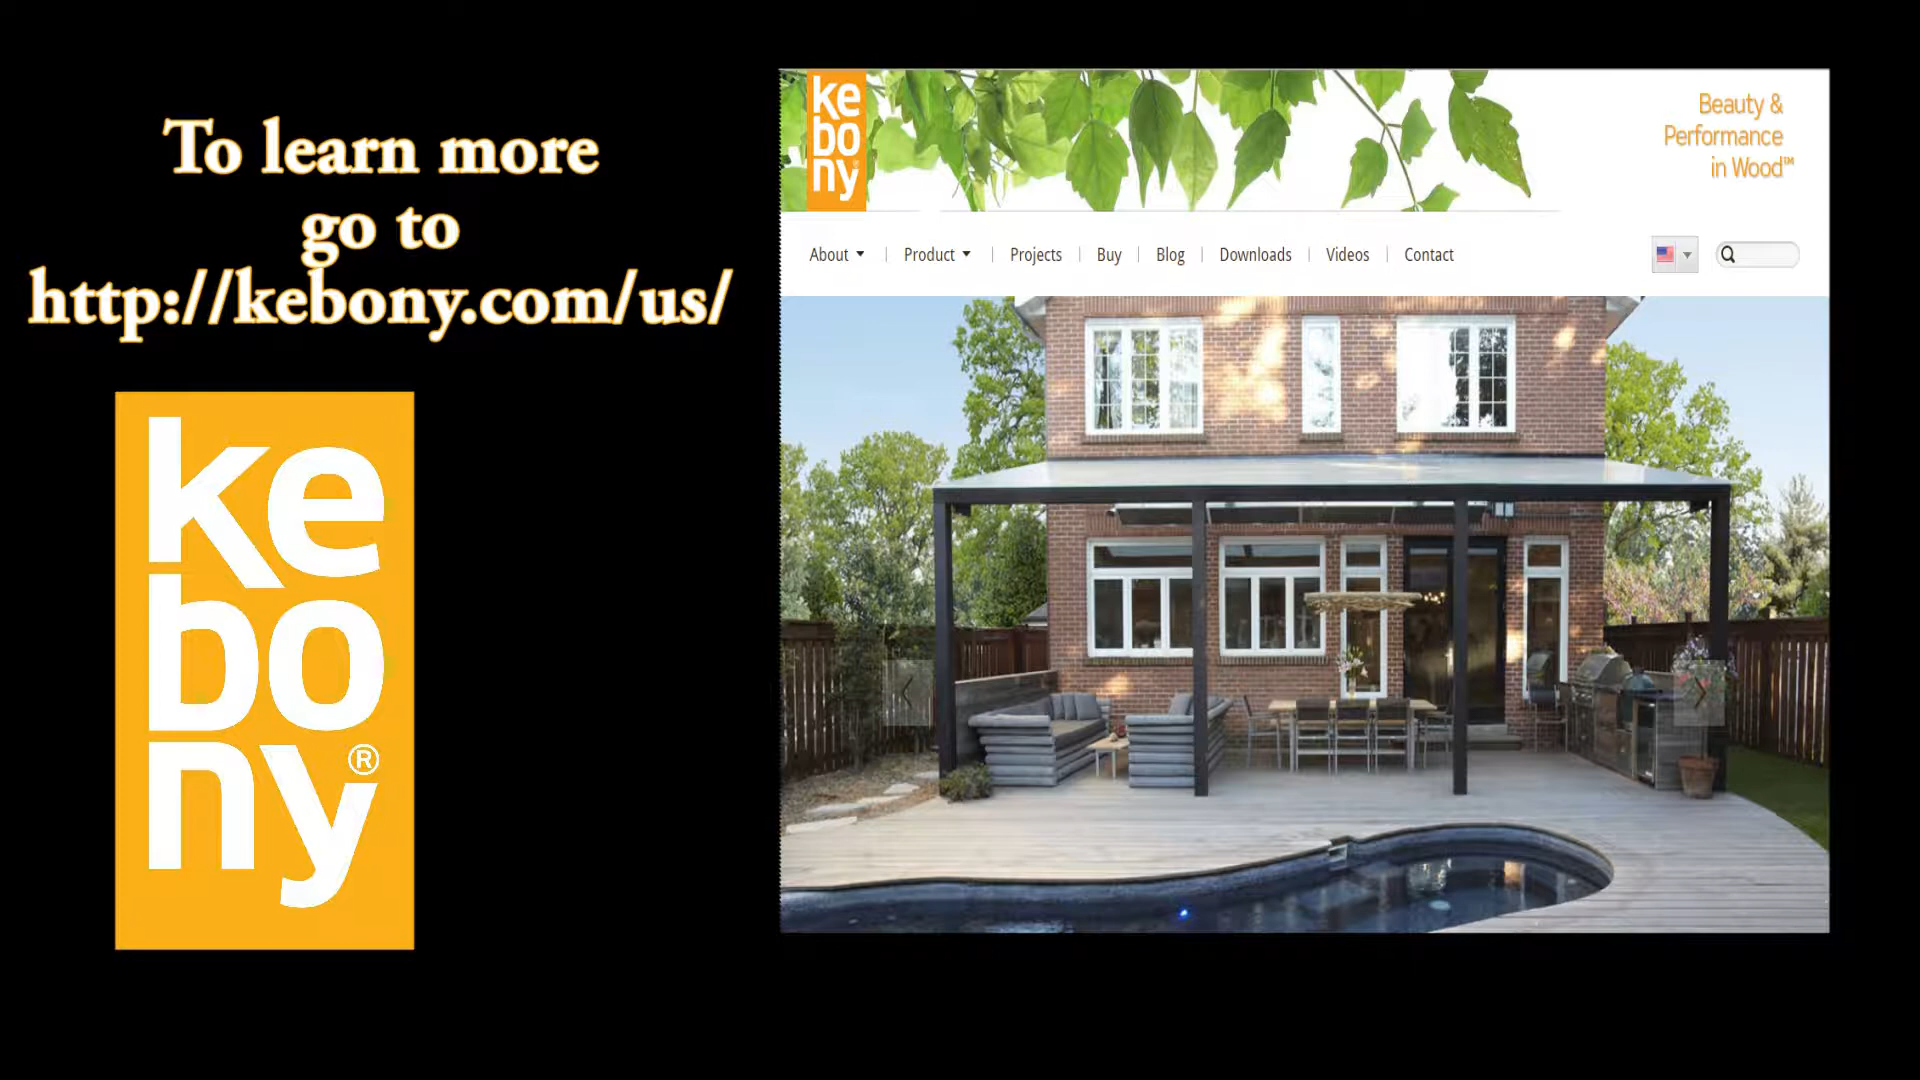 To learn more
go to
http://kebony.com/us/
ke
bo
ny®
ke
bo
ny
Beauty &
Performance
in Wood™
About | Product | Projects | Buy | Blog | Downloads | Videos | Contact